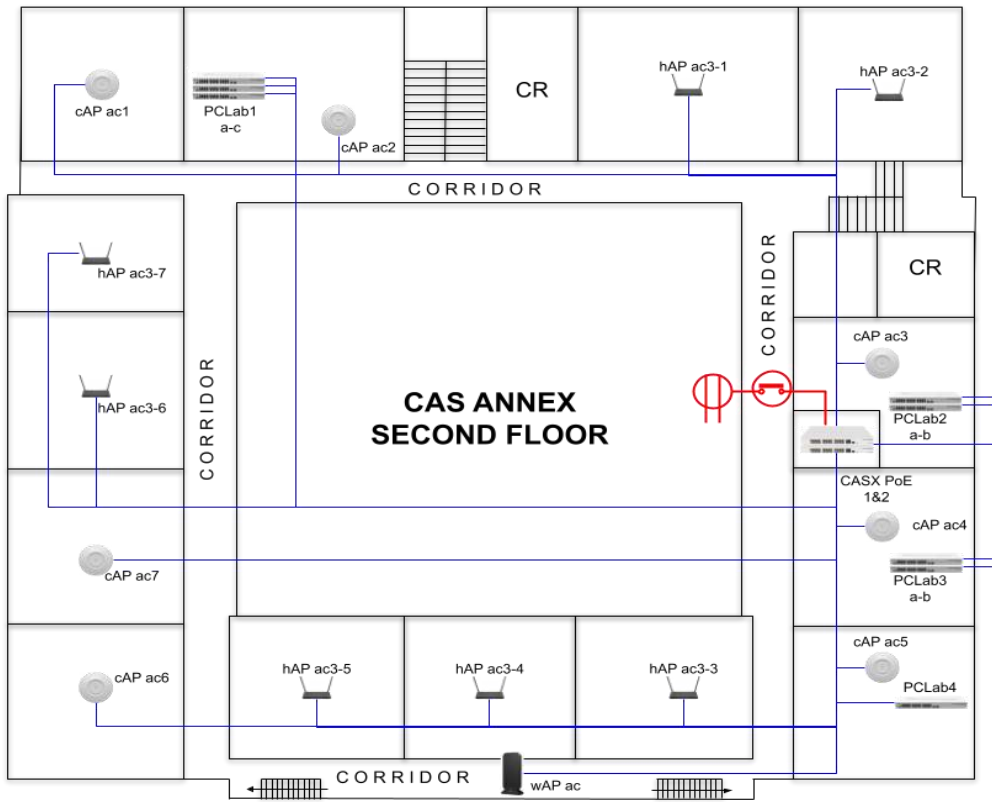 cAP ac1
PCLab1
a-c
cAP ac2
CR
hAP ac3-1
hAP ac3-2
CORRIDOR
hAP ac3-7
CORRIDOR
CR
hAP ac3-6
CORRIDOR
CAS ANNEX
SECOND FLOOR
cAP ac3
PCLab2
a-b
CASX PoE
1&2
cAP ac4
cAP ac7
PCLab3
a-b
cAP ac6
hAP ac3-5
hAP ac3-4
hAP ac3-3
cAP ac5
PCLab4
CORRIDOR
wAP ac